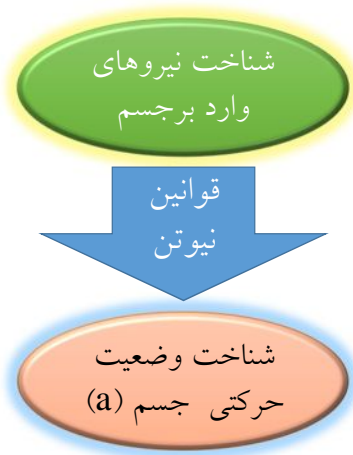 شناخت نیروهای
وارد برجسم
قوانین
نیوتن
شناخت وضعیت
حرکتی جسم (a)